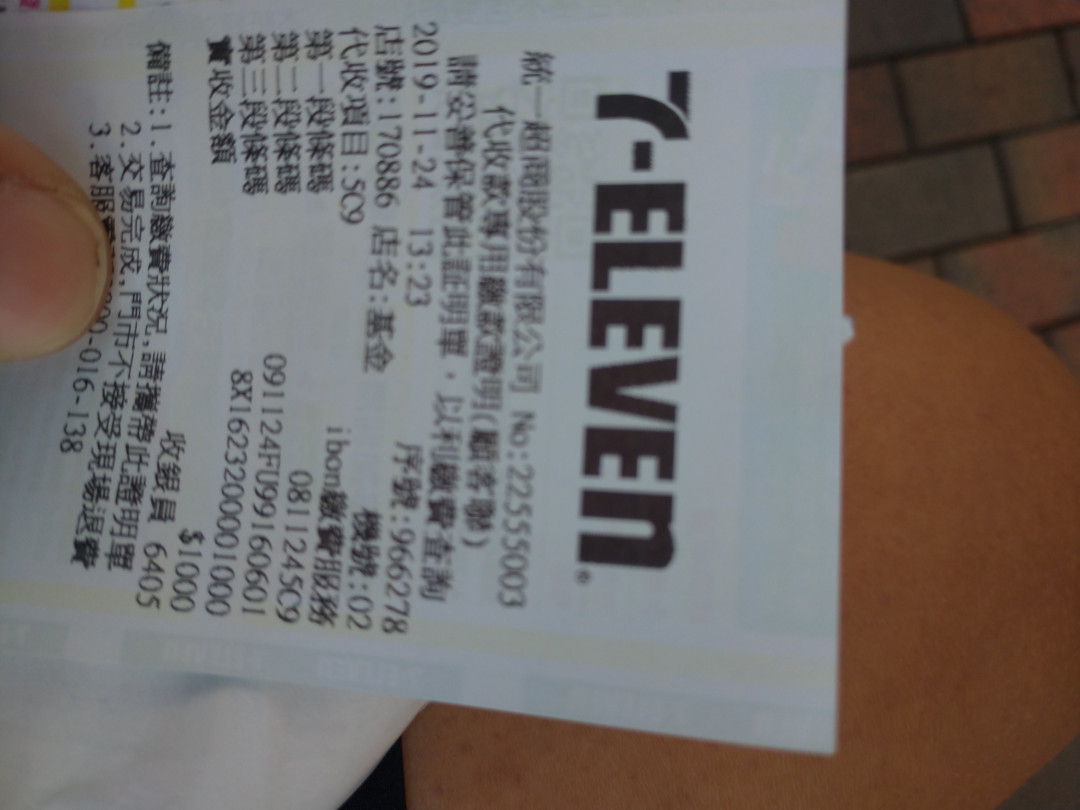 7-ELEVEn®
統一超商股份有限公司 No:22555003
代收款專用繳款證明(顧客聯)
請妥善保管此証明單，以利繳費查詢
2019-11-24 13:23 序號:966278
店號:170886 店名:基金 機號:02
代收項目:5C9 ibon繳費服務
第一段條碼 0811245C9
第二段條碼 091124FU99160601
第三段條碼 8X1623200001000
實收金額 $1000
收銀員 6405
備註:1.查詢繳費狀況,請攜帶此證明單
2.交易完成,門市不接受現場退費
3.客服 00-016-138